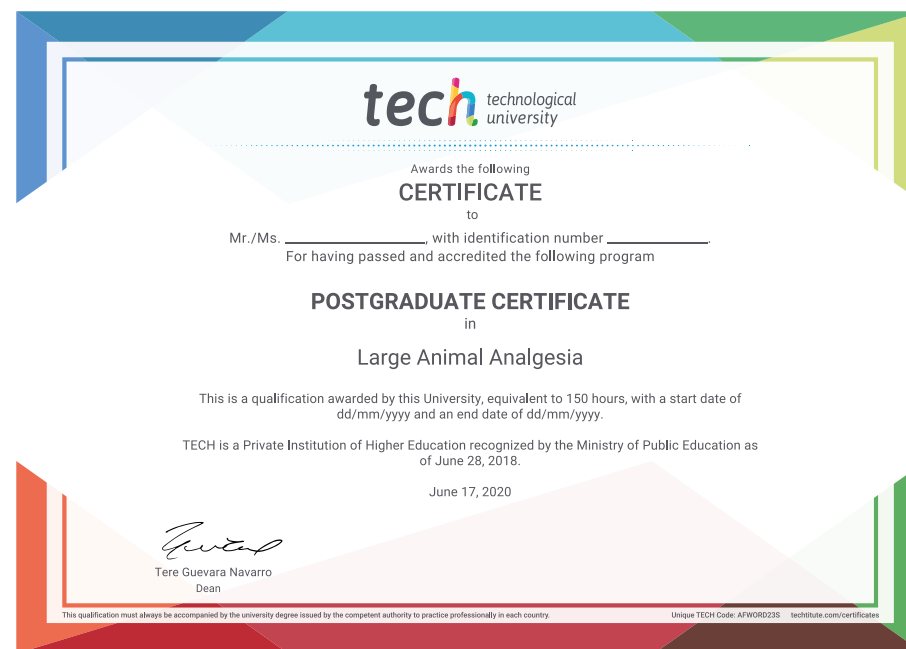 tech technological
university
Awards the following
CERTIFICATE
to
Mr./Ms. ____________________, with identification number ______________.
For having passed and accredited the following program
POSTGRADUATE CERTIFICATE
in
Large Animal Analgesia
This is a qualification awarded by this University, equivalent to 150 hours, with a start date of
dd/mm/yyyy and an end date of dd/mm/yyyy.
TECH is a Private Institution of Higher Education recognized by the Ministry of Public Education as
of June 28, 2018.
June 17, 2020
Tere Guevara Navarro
Dean
This qualification must always be accompanied by the university degree issued by the competent authority to practice professionally in each country. Unique TECH Code: AFWORD23S techtitute.com/certificates